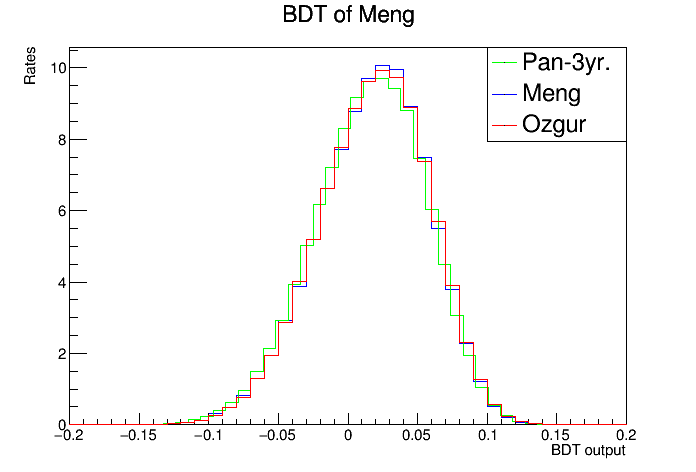 BDT of Meng
Rates
Pan-3yr.
Meng
Ozgur
10
8
6
4
2
0
−0.2 −0.15 −0.1 −0.05 0 0.05 0.1 0.15 0.2
BDT output